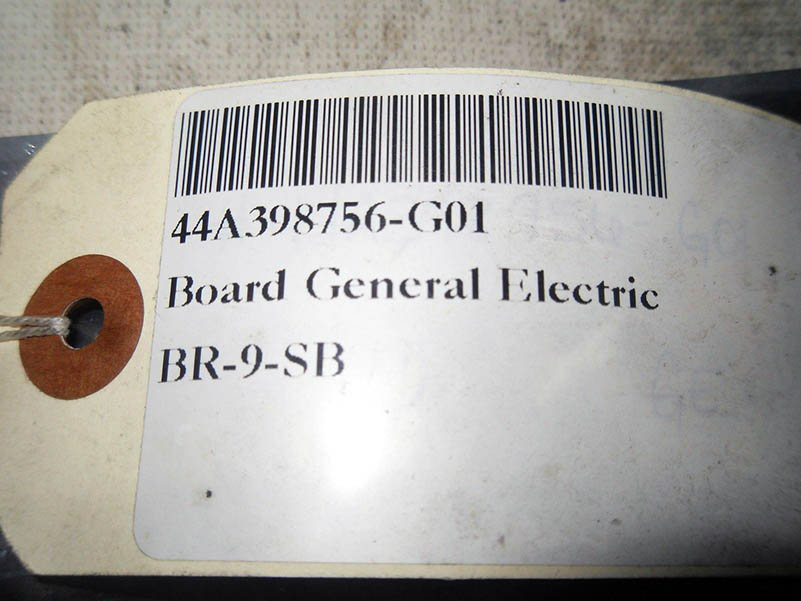 44A398756-G01
Board General Electric
BR-9-SB